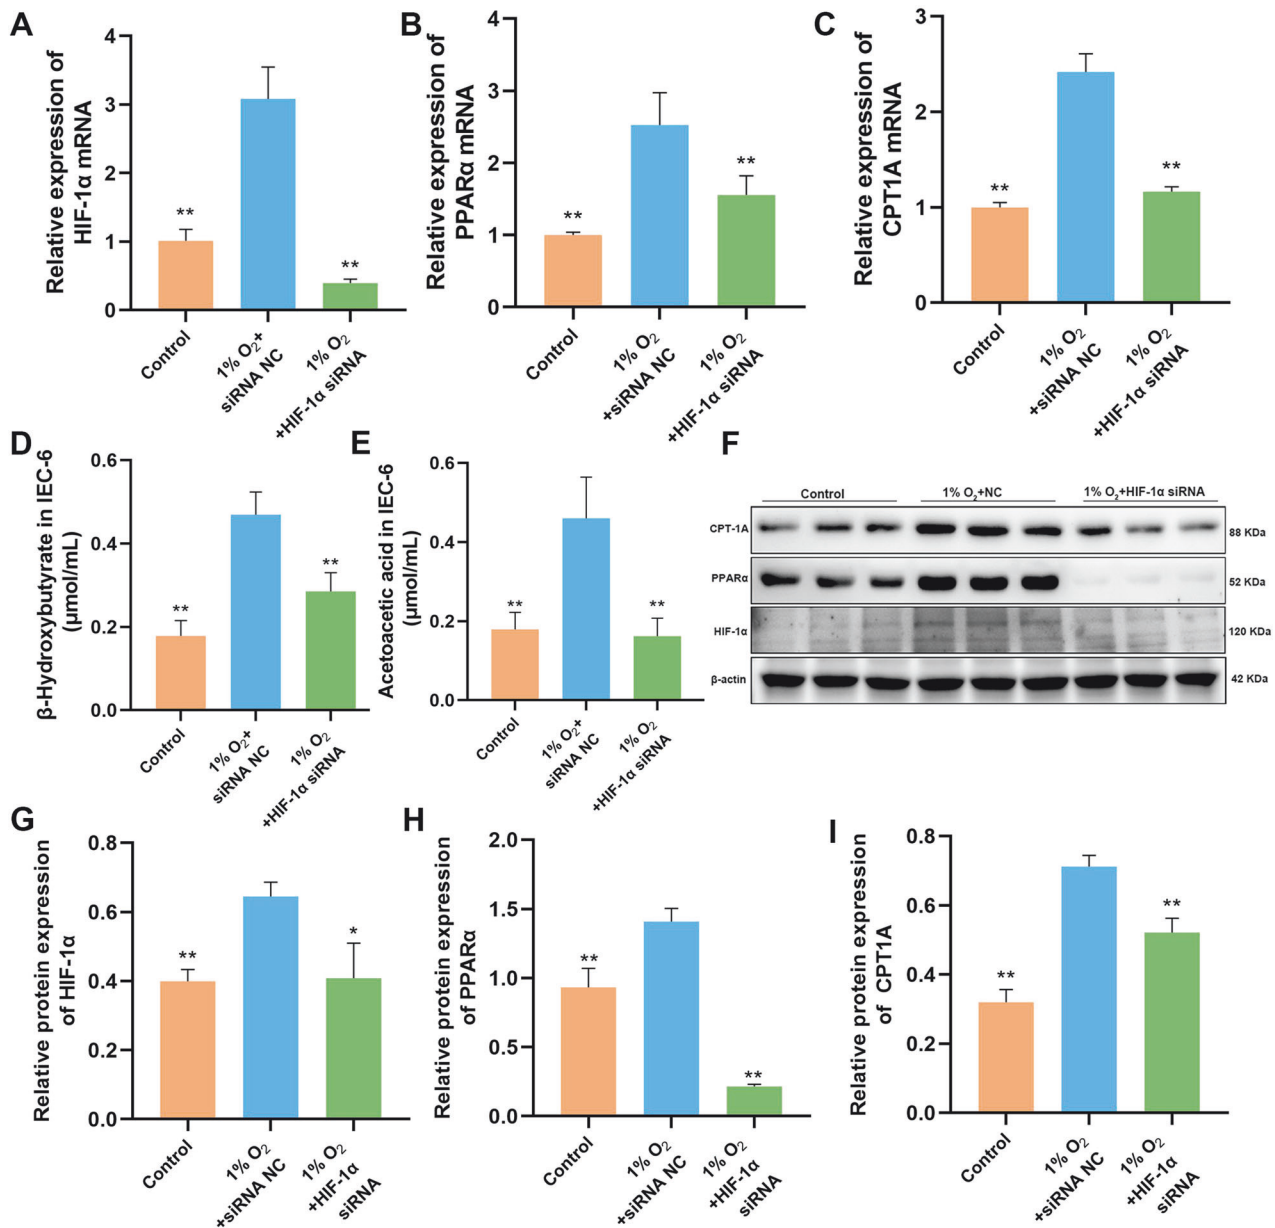 A
Relative expression of
HIF-1α mRNA
4
3
2
1
0
**
**
Control
1% O₂+
siRNA NC
1% O₂
+HIF-1α siRNA
B
Relative expression of
PPARα mRNA
4
3
2
1
0
**
**
Control
1% O₂
+siRNA NC
1% O₂
+HIF-1α siRNA
C
Relative expression of
CPT1A mRNA
3
2
1
0
**
**
Control
1% O₂
+siRNA NC
1% O₂
+HIF-1α siRNA
D
β-Hydroxybutyrate in IEC-6
(μmol/mL)
0.6
0.4
0.2
0.0
**
**
Control
1% O₂+
siRNA NC
1% O₂
+HIF-1α siRNA
E
Acetoacetic acid in IEC-6
(μmol/mL)
0.6
0.4
0.2
0.0
**
**
Control
1% O₂+
siRNA NC
1% O₂
+HIF-1α siRNA
F
Control
1% O₂+NC
1% O₂+HIF-1α siRNA
CPT-1A
88 KDa
PPARα
52 KDa
HIF-1α
120 KDa
β-actin
42 KDa
G
Relative protein expression
of HIF-1α
0.8
0.6
0.4
0.2
0.0
**
*
Control
1% O₂
+siRNA NC
1% O₂
+HIF-1α
siRNA
H
Relative protein expression
of PPARα
2.0
1.5
1.0
0.5
0.0
**
**
Control
1% O₂
+siRNA NC
1% O₂
+HIF-1α
siRNA
I
Relative protein expression
of CPT1A
0.8
0.6
0.4
0.2
0.0
**
**
Control
1% O₂
+siRNA NC
1% O₂
+HIF-1α
siRNA